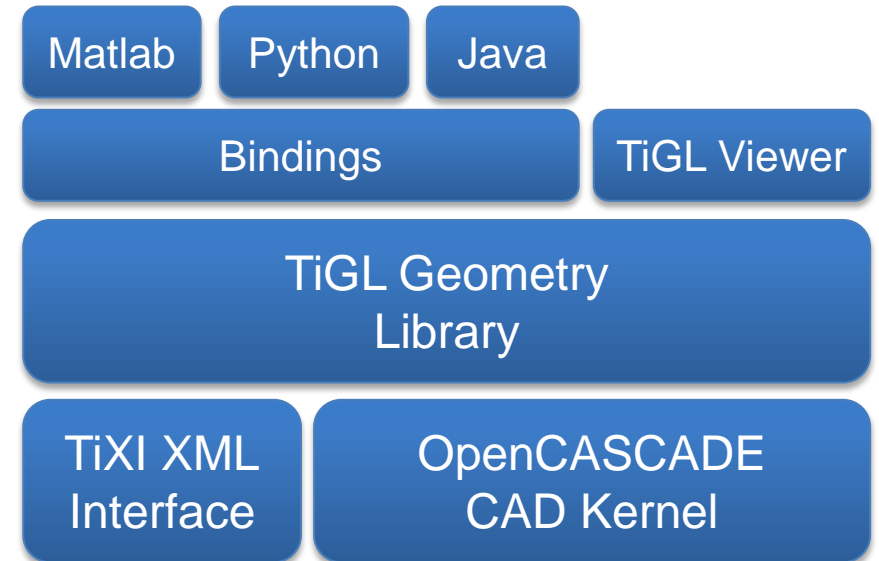 Matlab
Python
Java
Bindings
TiGL Viewer
TiGL Geometry
Library
TiXI XML
Interface
OpenCASCADE
CAD Kernel